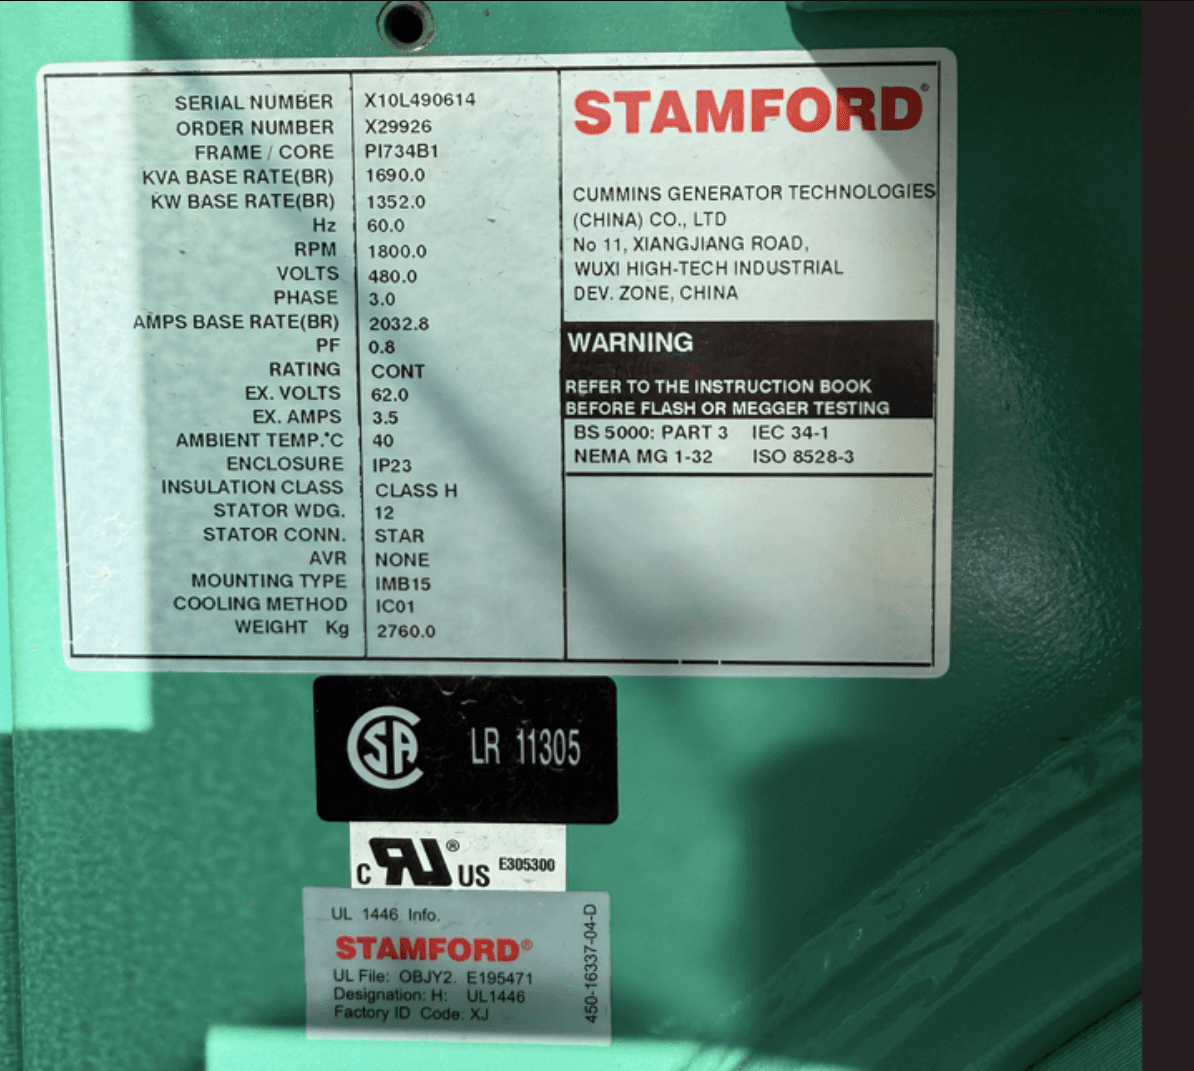 SERIAL NUMBER X10L490614
ORDER NUMBER X29926
FRAME / CORE PI734B1
KVA BASE RATE(BR) 1690.0
KW BASE RATE(BR) 1352.0
Hz 60.0
RPM 1800.0
VOLTS 480.0
PHASE 3.0
AMPS BASE RATE(BR) 2032.8
PF 0.8
RATING CONT
EX. VOLTS 62.0
EX. AMPS 3.5
AMBIENT TEMP.°C 40
ENCLOSURE IP23
INSULATION CLASS CLASS H
STATOR WDG. 12
STATOR CONN. STAR
AVR NONE
MOUNTING TYPE IMB15
COOLING METHOD IC01
WEIGHT Kg 2760.0
STAMFORD®
CUMMINS GENERATOR TECHNOLOGIES
(CHINA) CO., LTD
No 11, XIANGJIANG ROAD,
WUXI HIGH-TECH INDUSTRIAL
DEV. ZONE, CHINA
WARNING
REFER TO THE INSTRUCTION BOOK
BEFORE FLASH OR MEGGER TESTING
BS 5000: PART 3 IEC 34-1
NEMA MG 1-32 ISO 8528-3
CSA LR 11305
C RU® US E305300
UL 1446 Info.
STAMFORD®
UL File: OBJY2. E195471
Designation: H: UL1446
Factory ID Code: XJ
450-16337-04-D